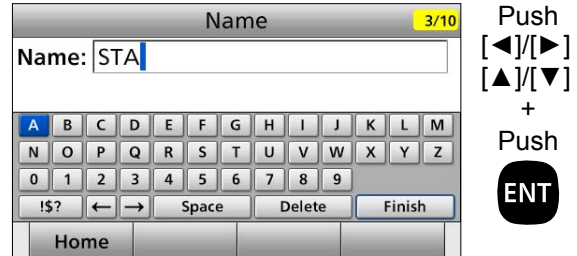 Name 3/10
Name: STA
A B C D E F G H I J K L M
N O P Q R S T U V W X Y Z
0 1 2 3 4 5 6 7 8 9
!$? ← → Space Delete Finish
Home
Push
[◄]/[►]
[▲]/[▼]
+
Push
ENT